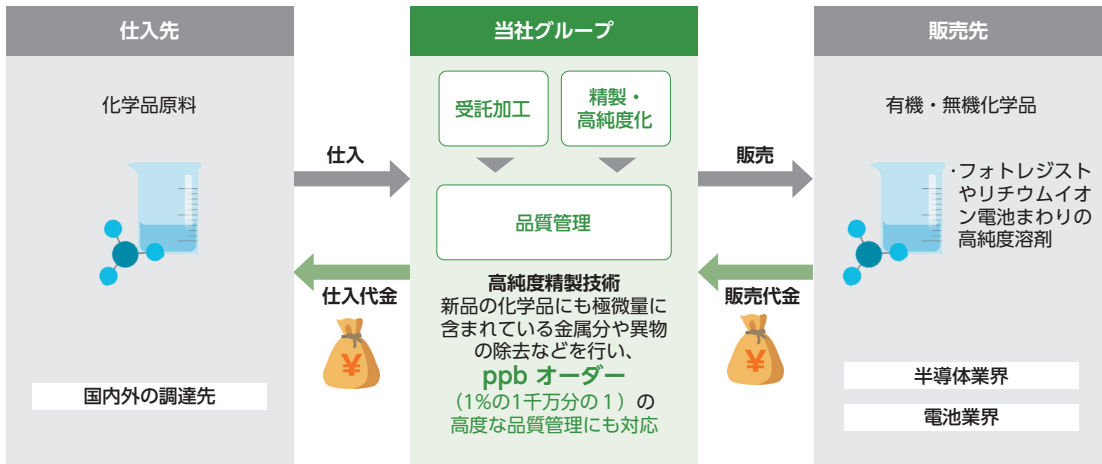 仕入先
化学品原料
国内外の調達先
仕入
仕入代金
¥
当社グループ
受託加工
精製・
高純度化
品質管理
高純度精製技術
新品の化学品にも極微量に
含まれている金属分や異物
の除去などを行い、
ppb オーダー
（1%の1千万分の１）の
高度な品質管理にも対応
販売
販売代金
¥
販売先
有機・無機化学品
・フォトレジスト
やリチウムイオ
ン電池まわりの
高純度溶剤
半導体業界
電池業界